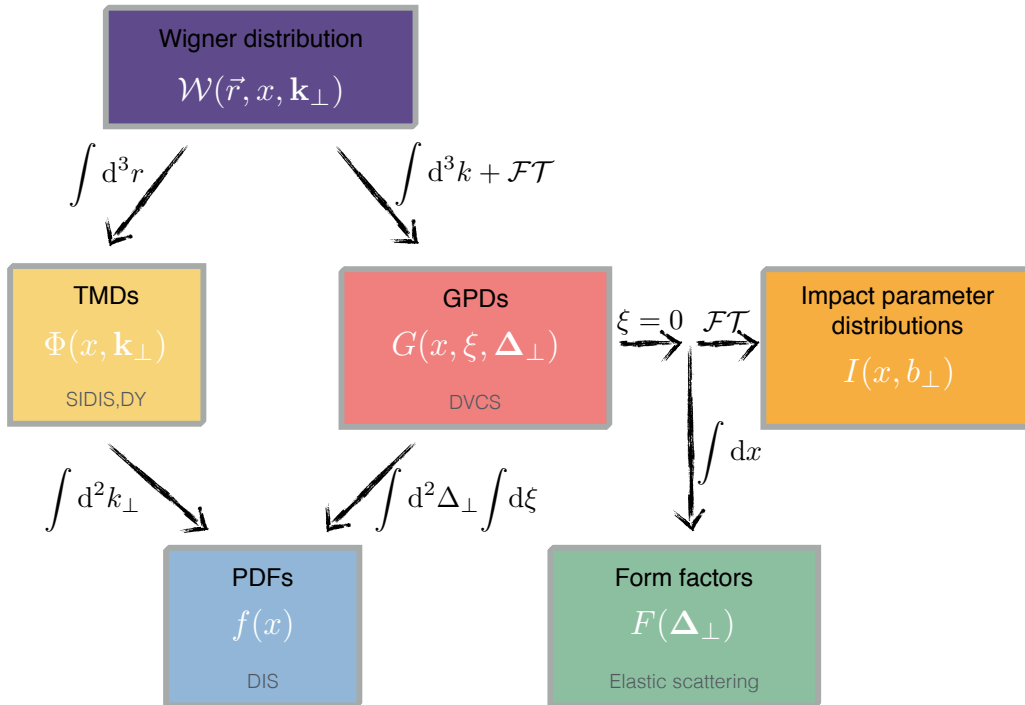 Wigner distribution
𝒲(r⃗, x, 𝐤⊥)
∫ d³r
∫ d³k + ℱ𝒯
TMDs
Φ(x, 𝐤⊥)
SIDIS,DY
GPDs
G(x, ξ, 𝚫⊥)
DVCS
ξ = 0
ℱ𝒯
Impact parameter
distributions
I(x, b⊥)
∫ d²k⊥
∫ d²Δ⊥ ∫ dξ
∫ dx
PDFs
f(x)
DIS
Form factors
F(𝚫⊥)
Elastic scattering